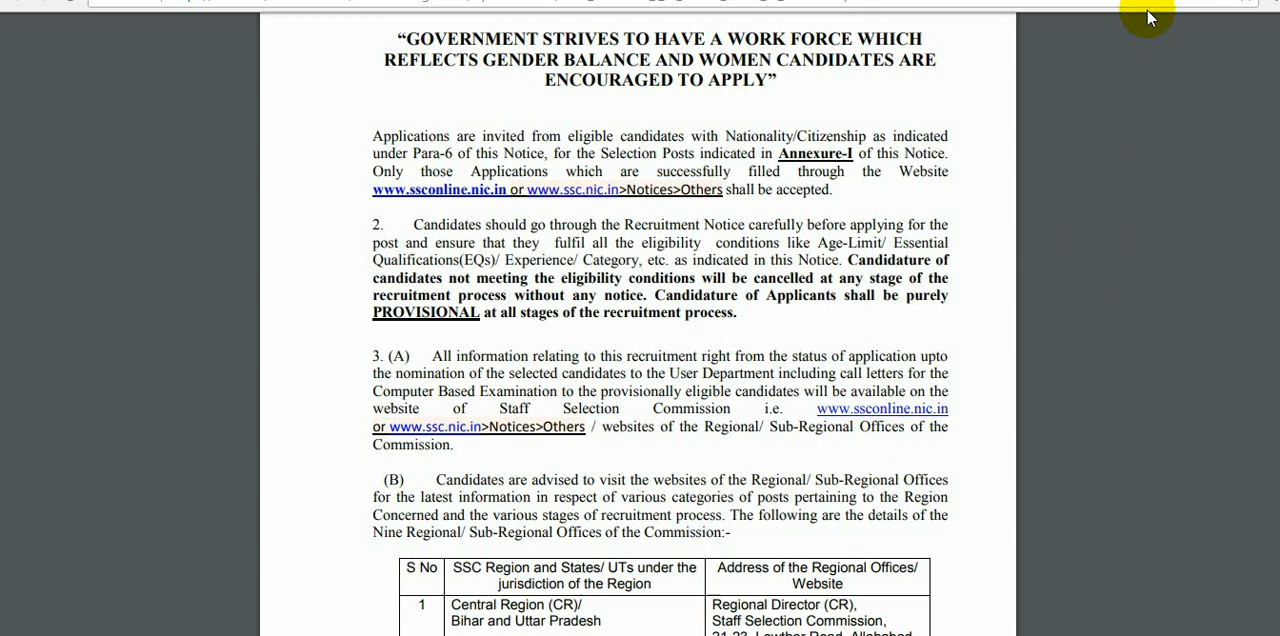 “GOVERNMENT STRIVES TO HAVE A WORK FORCE WHICH
REFLECTS GENDER BALANCE AND WOMEN CANDIDATES ARE
ENCOURAGED TO APPLY”
Applications are invited from eligible candidates with Nationality/Citizenship as indicated
under Para-6 of this Notice, for the Selection Posts indicated in Annexure-I of this Notice.
Only those Applications which are successfully filled through the Website
www.ssconline.nic.in or www.ssc.nic.in>Notices>Others shall be accepted.
2. Candidates should go through the Recruitment Notice carefully before applying for the
post and ensure that they fulfil all the eligibility conditions like Age-Limit/ Essential
Qualifications(EQs)/ Experience/ Category, etc. as indicated in this Notice. Candidature of
candidates not meeting the eligibility conditions will be cancelled at any stage of the
recruitment process without any notice. Candidature of Applicants shall be purely
PROVISIONAL at all stages of the recruitment process.
3. (A) All information relating to this recruitment right from the status of application upto
the nomination of the selected candidates to the User Department including call letters for the
Computer Based Examination to the provisionally eligible candidates will be available on the
website of Staff Selection Commission i.e. www.ssconline.nic.in
or www.ssc.nic.in>Notices>Others / websites of the Regional/ Sub-Regional Offices of the
Commission.
(B) Candidates are advised to visit the websites of the Regional/ Sub-Regional Offices
for the latest information in respect of various categories of posts pertaining to the Region
Concerned and the various stages of recruitment process. The following are the details of the
Nine Regional/ Sub-Regional Offices of the Commission:-
S No SSC Region and States/ UTs under the jurisdiction of the Region Address of the Regional Offices/ Website
1 Central Region (CR)/ Regional Director (CR),
Bihar and Uttar Pradesh Staff Selection Commission,